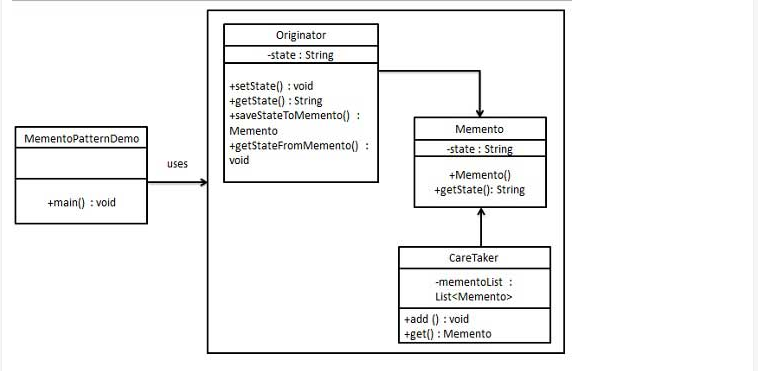 MementoPatternDemo
+main() : void
uses
Originator
-state : String
+setState() : void
+getState() : String
+saveStateToMemento() :
Memento
+getStateFromMemento() :
void
Memento
-state : String
+Memento()
+getState(): String
CareTaker
-mementoList :
List<Memento>
+add () : void
+get() : Memento